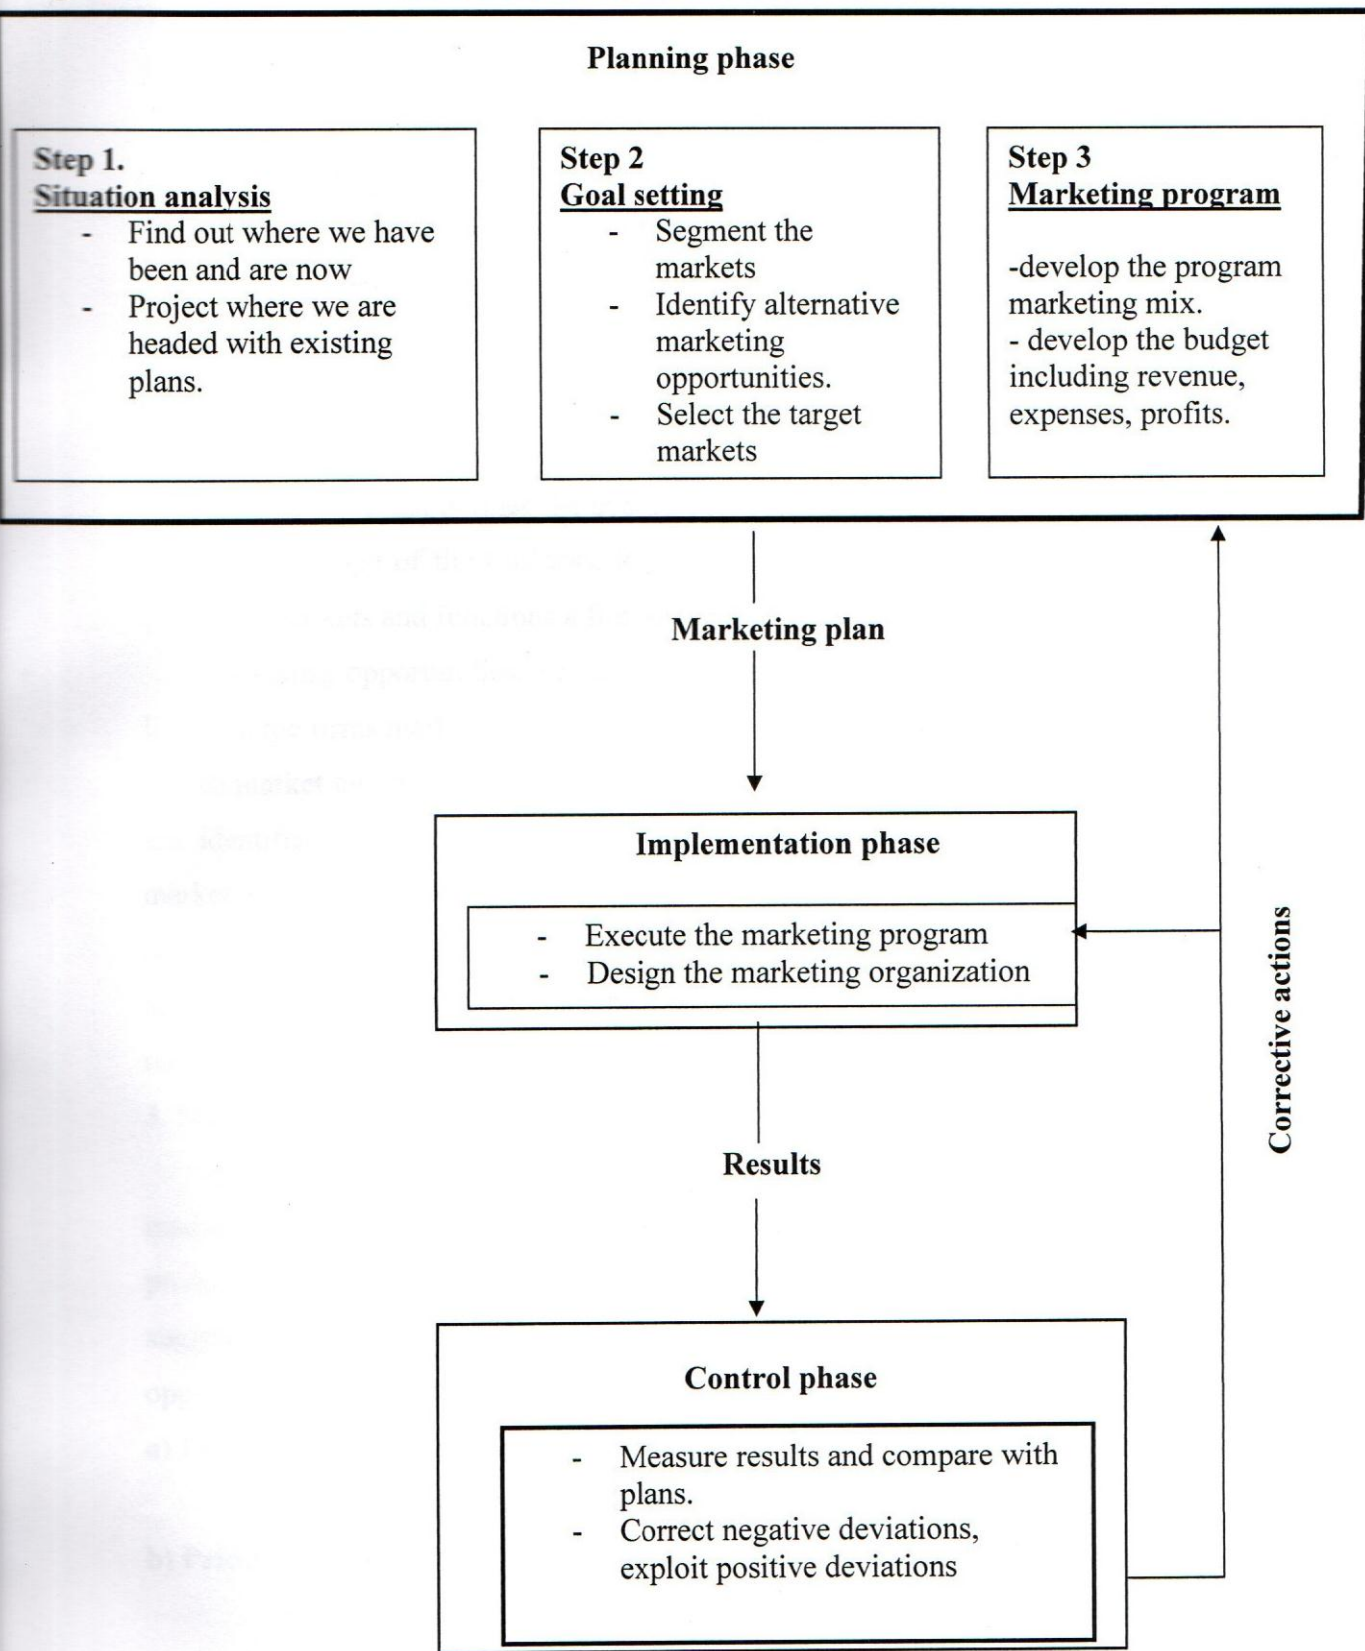 Planning phase
Step 1.
Situation analysis
- Find out where we have
been and are now
- Project where we are
headed with existing
plans.
Step 2
Goal setting
- Segment the
markets
- Identify alternative
marketing
opportunities.
- Select the target
markets
Step 3
Marketing program
-develop the program
marketing mix.
- develop the budget
including revenue,
expenses, profits.
Marketing plan
Implementation phase
- Execute the marketing program
- Design the marketing organization
Corrective actions
Results
Control phase
- Measure results and compare with
plans.
- Correct negative deviations,
exploit positive deviations